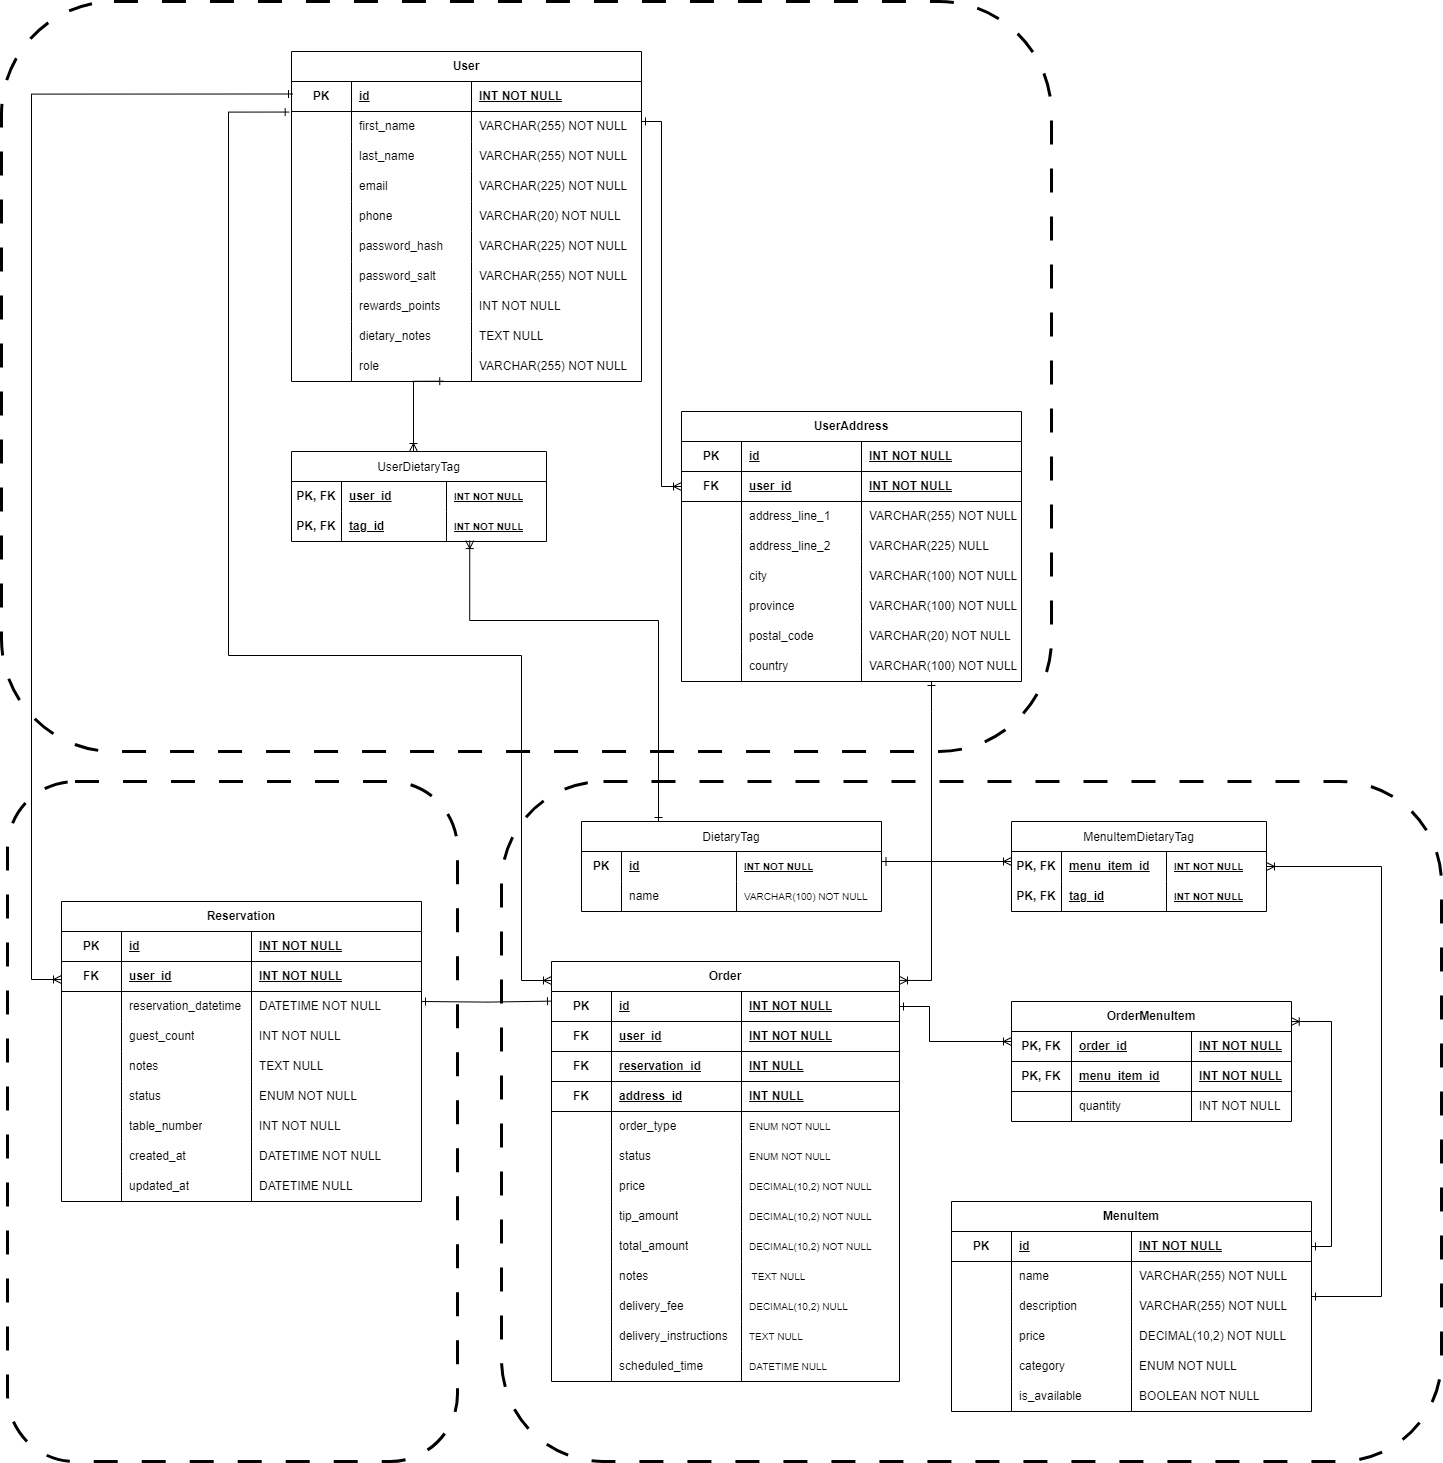 User
PK id INT NOT NULL
first_name VARCHAR(255) NOT NULL
last_name VARCHAR(255) NOT NULL
email VARCHAR(225) NOT NULL
phone VARCHAR(20) NOT NULL
password_hash VARCHAR(225) NOT NULL
password_salt VARCHAR(255) NOT NULL
rewards_points INT NOT NULL
dietary_notes TEXT NULL
role VARCHAR(255) NOT NULL
UserDietaryTag
PK, FK user_id INT NOT NULL
PK, FK tag_id INT NOT NULL
UserAddress
PK id INT NOT NULL
FK user_id INT NOT NULL
address_line_1 VARCHAR(255) NOT NULL
address_line_2 VARCHAR(225) NULL
city VARCHAR(100) NOT NULL
province VARCHAR(100) NOT NULL
postal_code VARCHAR(20) NOT NULL
country VARCHAR(100) NOT NULL
DietaryTag
PK id INT NOT NULL
name VARCHAR(100) NOT NULL
MenuItemDietaryTag
PK, FK menu_item_id INT NOT NULL
PK, FK tag_id INT NOT NULL
Reservation
PK id INT NOT NULL
FK user_id INT NOT NULL
reservation_datetime DATETIME NOT NULL
guest_count INT NOT NULL
notes TEXT NULL
status ENUM NOT NULL
table_number INT NOT NULL
created_at DATETIME NOT NULL
updated_at DATETIME NULL
Order
PK id INT NOT NULL
FK user_id INT NOT NULL
FK reservation_id INT NULL
FK address_id INT NULL
order_type ENUM NOT NULL
status ENUM NOT NULL
price DECIMAL(10,2) NOT NULL
tip_amount DECIMAL(10,2) NOT NULL
total_amount DECIMAL(10,2) NOT NULL
notes TEXT NULL
delivery_fee DECIMAL(10,2) NULL
delivery_instructions TEXT NULL
scheduled_time DATETIME NULL
OrderMenuItem
PK, FK order_id INT NOT NULL
PK, FK menu_item_id INT NOT NULL
quantity INT NOT NULL
MenuItem
PK id INT NOT NULL
name VARCHAR(255) NOT NULL
description VARCHAR(255) NOT NULL
price DECIMAL(10,2) NOT NULL
category ENUM NOT NULL
is_available BOOLEAN NOT NULL